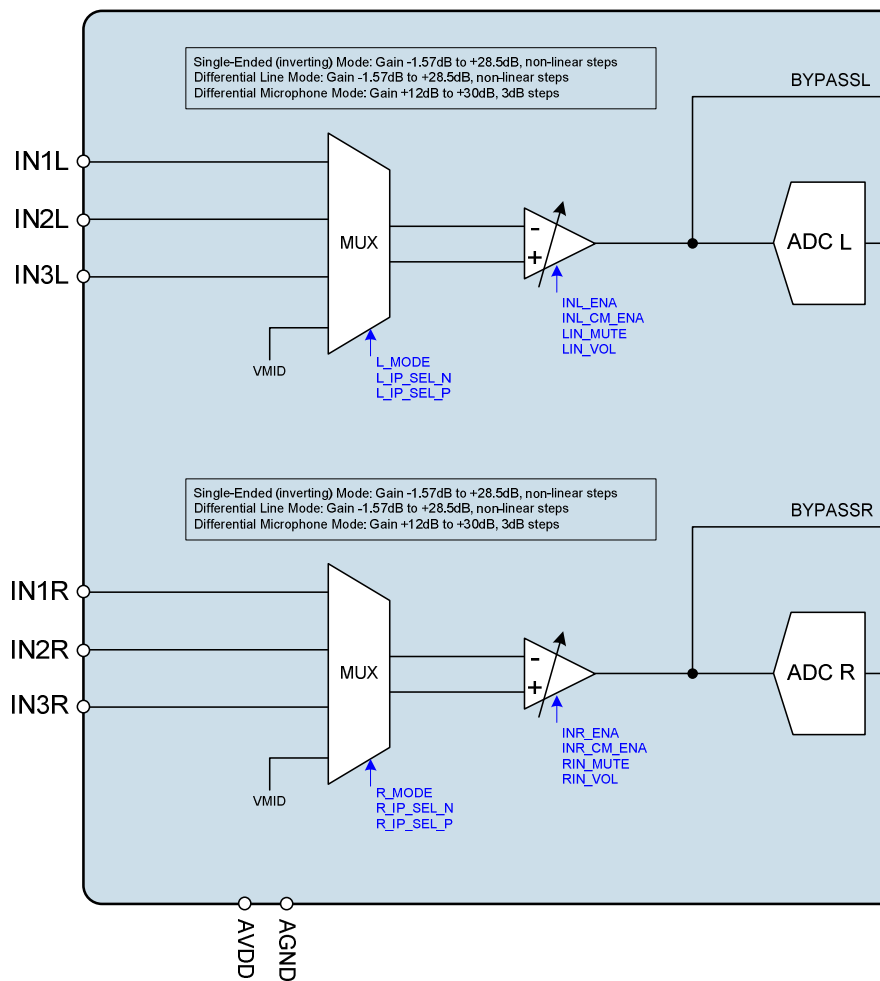 Single-Ended (inverting) Mode: Gain -1.57dB to +28.5dB, non-linear steps
Differential Line Mode: Gain -1.57dB to +28.5dB, non-linear steps
Differential Microphone Mode: Gain +12dB to +30dB, 3dB steps
BYPASSL
IN1L
IN2L
IN3L
MUX
-
+
ADC L
INL_ENA
INL_CM_ENA
LIN_MUTE
LIN_VOL
VMID
L_MODE
L_IP_SEL_N
L_IP_SEL_P
Single-Ended (inverting) Mode: Gain -1.57dB to +28.5dB, non-linear steps
Differential Line Mode: Gain -1.57dB to +28.5dB, non-linear steps
Differential Microphone Mode: Gain +12dB to +30dB, 3dB steps
BYPASSR
IN1R
IN2R
IN3R
MUX
-
+
ADC R
INR_ENA
INR_CM_ENA
RIN_MUTE
RIN_VOL
VMID
R_MODE
R_IP_SEL_N
R_IP_SEL_P
AVDD
AGND